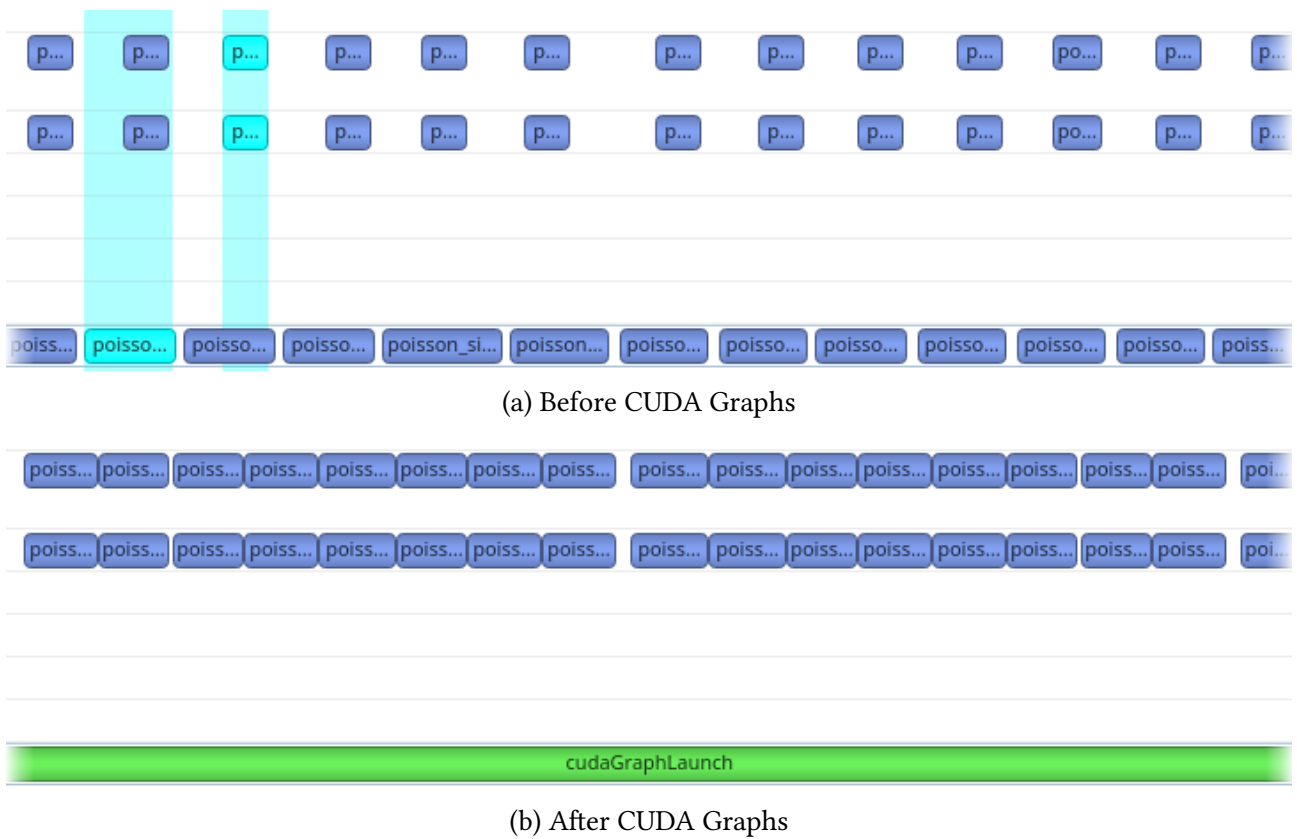 p... p... p... p... p... p... p... p... p... p... po... p... p...
p... p... p... p... p... p... p... p... p... p... po... p... p...
poiss... poisso... poisso... poisso... poisson_si... poisson... poisso... poisso... poisso... poisso... poisso... poisso... poiss...
(a) Before CUDA Graphs
poiss... poiss... poiss... poiss... poiss... poiss... poiss... poiss... poiss... poiss... poiss... poiss... poiss... poiss... poiss... poiss... poi...
poiss... poiss... poiss... poiss... poiss... poiss... poiss... poiss... poiss... poiss... poiss... poiss... poiss... poiss... poiss... poiss... poi...
cudaGraphLaunch
(b) After CUDA Graphs